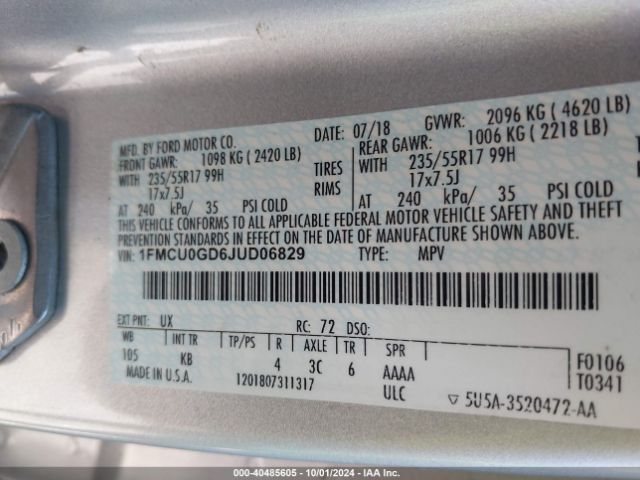 MFD. BY FORD MOTOR CO.
DATE: 07/18 GVWR: 2096 KG ( 4620 LB)
FRONT GAWR: 1098 KG ( 2420 LB) REAR GAWR: 1006 KG ( 2218 LB)
WITH 235/55R17 99H TIRES WITH 235/55R17 99H
17x7.5J RIMS 17x7.5J
AT 240 kPa/ 35 PSI COLD AT 240 kPa/ 35 PSI COLD
THIS VEHICLE CONFORMS TO ALL APPLICABLE FEDERAL MOTOR VEHICLE SAFETY AND THEFT
PREVENTION STANDARDS IN EFFECT ON THE DATE OF MANUFACTURE SHOWN ABOVE.
VIN: 1FMCU0GD6JUD06829 TYPE: MPV
EXT PNT: UX RC: 72 DSO:
WB INT TR TP/PS R AXLE TR SPR
105 KB 4 3C 6 AAAA F0106
MADE IN U.S.A. 1201807311317 ULC T0341
▽ 5U5A-3520472-AA
000-40485605 - 10/01/2024 - IAA Inc.